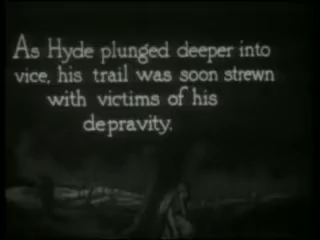 As Hyde plunged deeper into
vice, his trail was soon strewn
with victims of his
depravity.